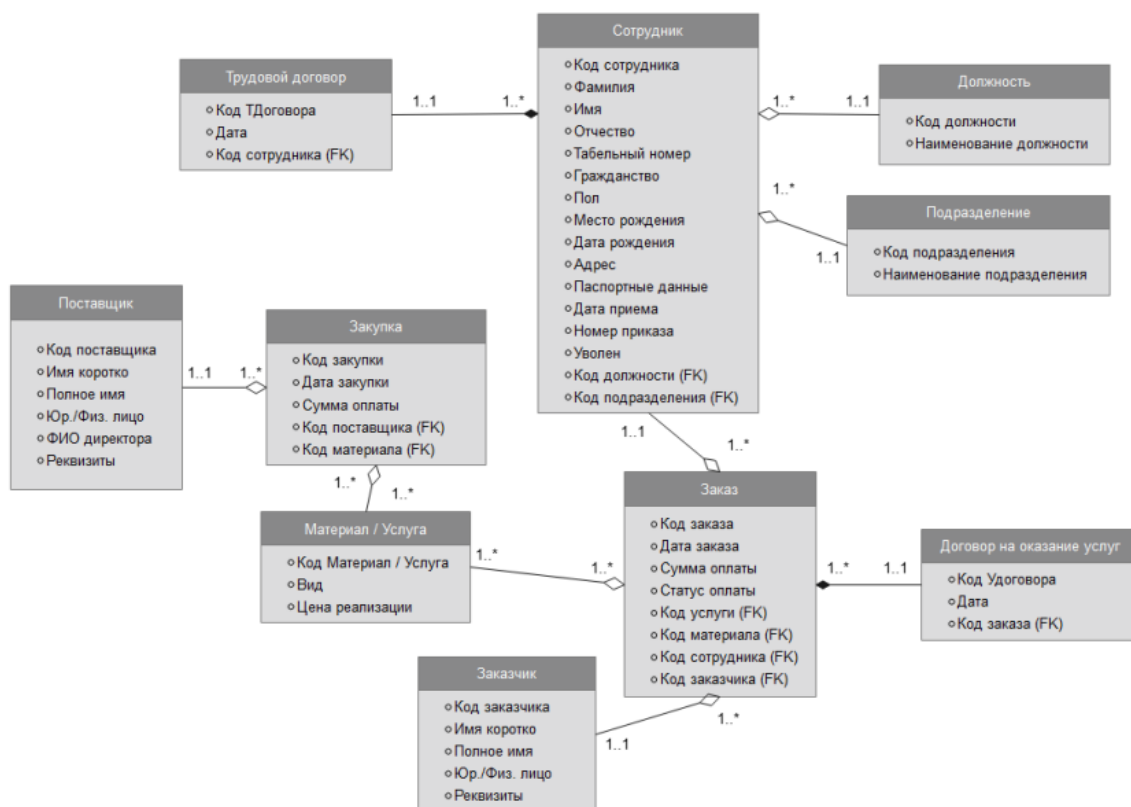 Сотрудник
Код сотрудника
Фамилия
Имя
Отчество
Табельный номер
Гражданство
Пол
Место рождения
Дата рождения
Адрес
Паспортные данные
Дата приема
Номер приказа
Уволен
Код должности (FK)
Код подразделения (FK)
Трудовой договор
Код ТДоговора
Дата
Код сотрудника (FK)
1..1
1..*
Должность
Код должности
Наименование должности
1..*
1..1
Подразделение
Код подразделения
Наименование подразделения
1..*
1..1
Поставщик
Код поставщика
Имя коротко
Полное имя
Юр./Физ. лицо
ФИО директора
Реквизиты
1..1
1..*
Закупка
Код закупки
Дата закупки
Сумма оплаты
Код поставщика (FK)
Код материала (FK)
1..*
1..*
Материал / Услуга
Код Материал / Услуга
Вид
Цена реализации
1..*
1..*
1..1
1..*
Заказ
Код заказа
Дата заказа
Сумма оплаты
Статус оплаты
Код услуги (FK)
Код материала (FK)
Код сотрудника (FK)
Код заказчика (FK)
1..*
1..1
Договор на оказание услуг
Код Удоговора
Дата
Код заказа (FK)
Заказчик
Код заказчика
Имя коротко
Полное имя
Юр./Физ. лицо
Реквизиты
1..1
1..*